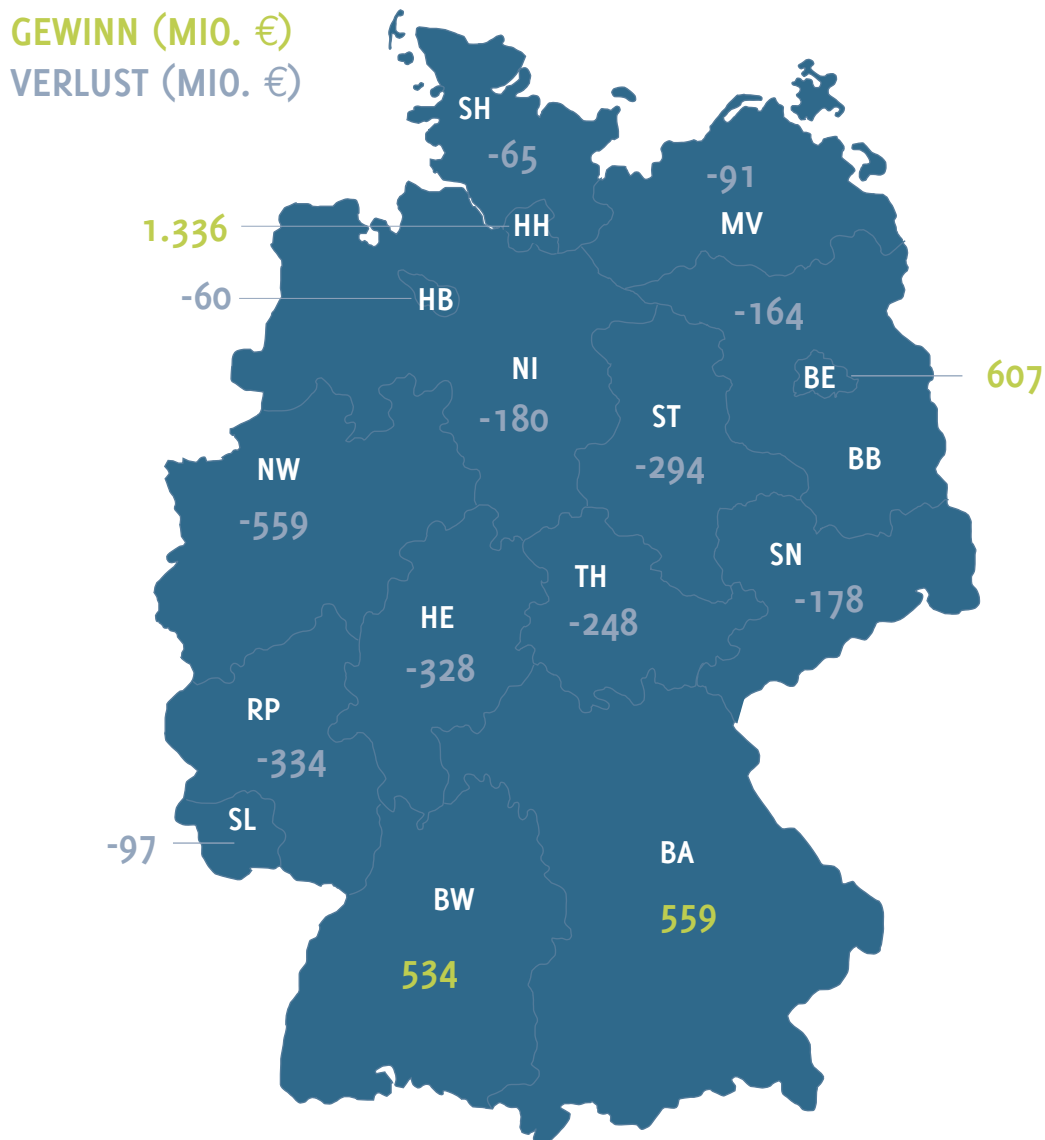 GEWINN (MIO. €)
VERLUST (MIO. €)
SH
-65
-91
MV
1.336
HH
-60
HB
-164
NI
-180
BE
607
ST
-294
BB
NW
-559
SN
-178
TH
-248
HE
-328
RP
-334
SL
-97
BA
559
BW
534